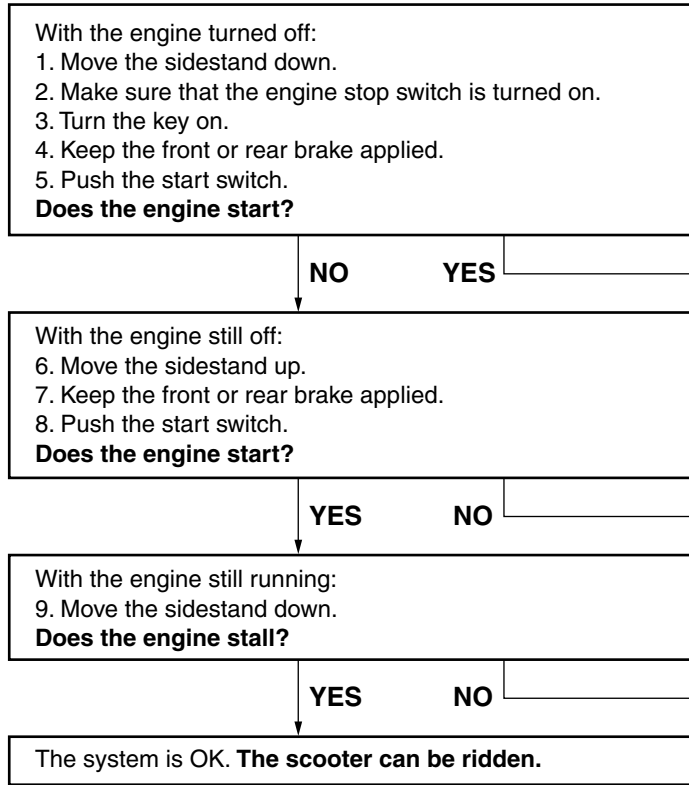 With the engine turned off:
1. Move the sidestand down.
2. Make sure that the engine stop switch is turned on.
3. Turn the key on.
4. Keep the front or rear brake applied.
5. Push the start switch.
Does the engine start?
NO YES
With the engine still off:
6. Move the sidestand up.
7. Keep the front or rear brake applied.
8. Push the start switch.
Does the engine start?
YES NO
With the engine still running:
9. Move the sidestand down.
Does the engine stall?
YES NO
The system is OK. The scooter can be ridden.